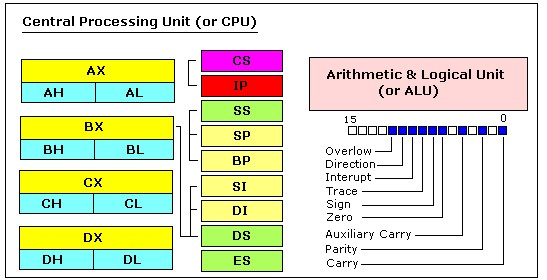 Central Processing Unit (or CPU)
AX
AH AL
BX
BH BL
CX
CH CL
DX
DH DL
CS
IP
SS
SP
BP
SI
DI
DS
ES
Arithmetic & Logical Unit
(or ALU)
15 0
Overlow
Direction
Interupt
Trace
Sign
Zero
Auxiliary Carry
Parity
Carry